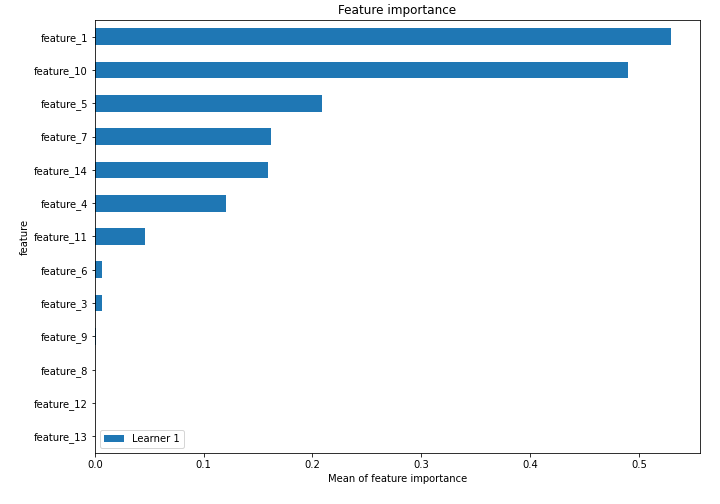 Feature importance
feature_1
feature_10
feature_5
feature_7
feature_14
feature_4
feature_11
feature_6
feature_3
feature_9
feature_8
feature_12
feature_13
feature
Learner 1
0.0 0.1 0.2 0.3 0.4 0.5
Mean of feature importance